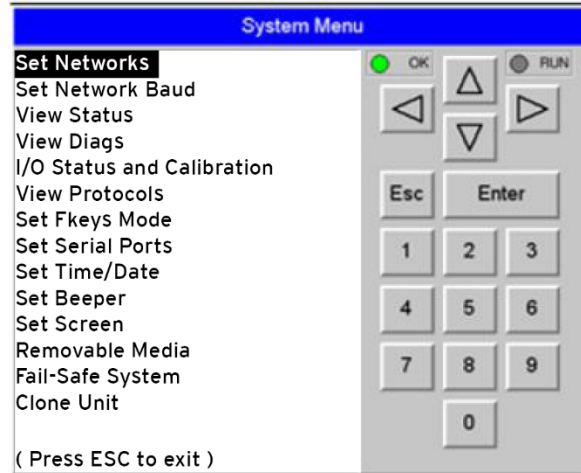 System Menu
Set Networks
Set Network Baud
View Status
View Diags
I/O Status and Calibration
View Protocols
Set Fkeys Mode
Set Serial Ports
Set Time/Date
Set Beeper
Set Screen
Removable Media
Fail-Safe System
Clone Unit
( Press ESC to exit )
OK RUN
Esc Enter
1 2 3
4 5 6
7 8 9
0